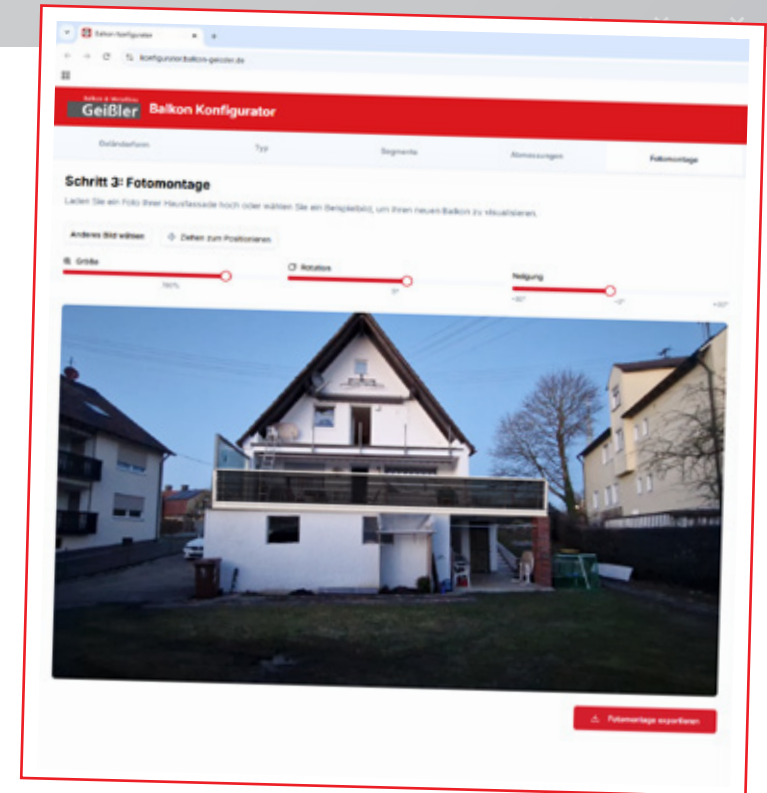 Balkon Konfigurator
konfigurator.balkon-geissler.de
Geißler Balkon Konfigurator
Geländerform Typ Segmente Abmessungen Fotomontage
Schritt 3: Fotomontage
Laden Sie ein Foto Ihrer Hausfassade hoch oder wählen Sie ein Beispielbild, um Ihren neuen Balkon zu visualisieren.
Anderes Bild wählen Ziehen zum Positionieren
Größe Rotation Neigung
0°
Fotomontage exportieren